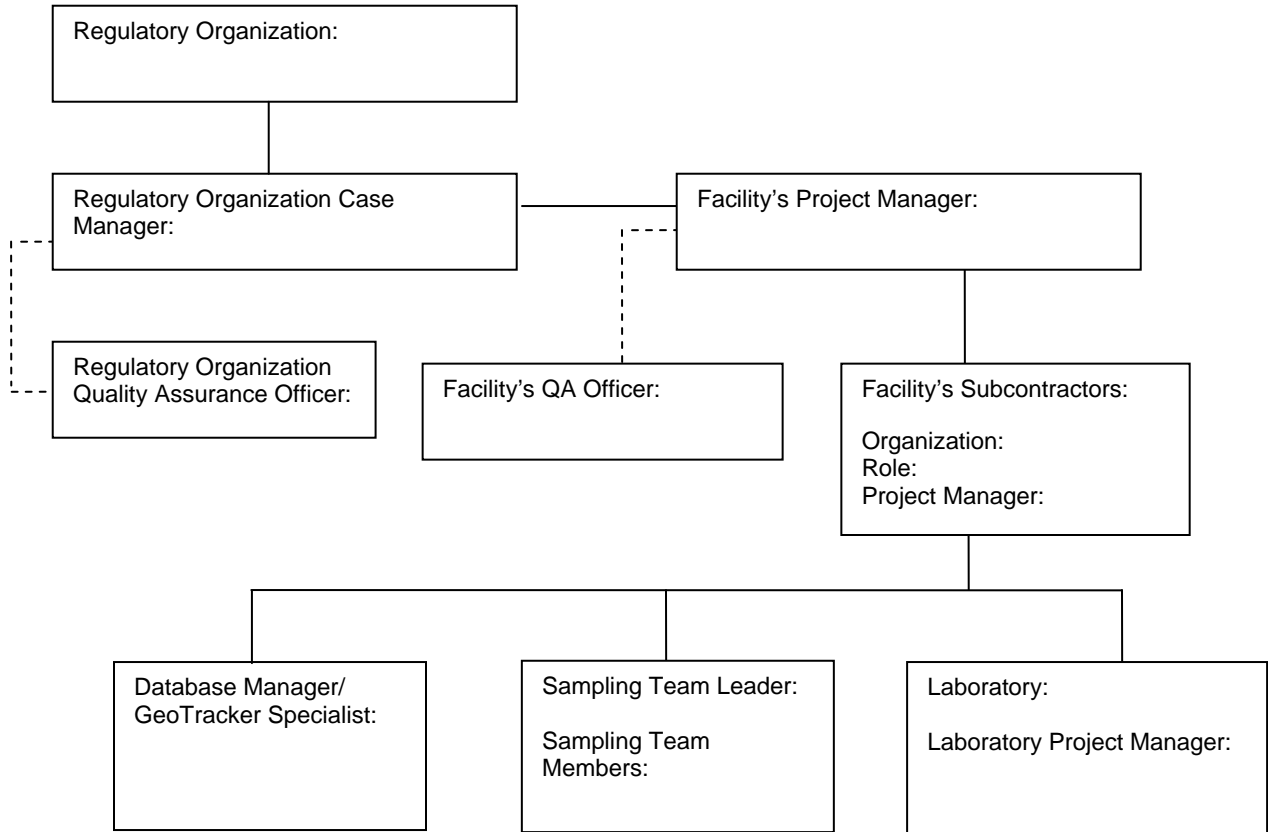 Regulatory Organization:
Regulatory Organization Case
Manager:
Facility’s Project Manager:
Regulatory Organization
Quality Assurance Officer:
Facility’s QA Officer:
Facility’s Subcontractors:
Organization:
Role:
Project Manager:
Database Manager/
GeoTracker Specialist:
Sampling Team Leader:
Sampling Team
Members:
Laboratory:
Laboratory Project Manager: